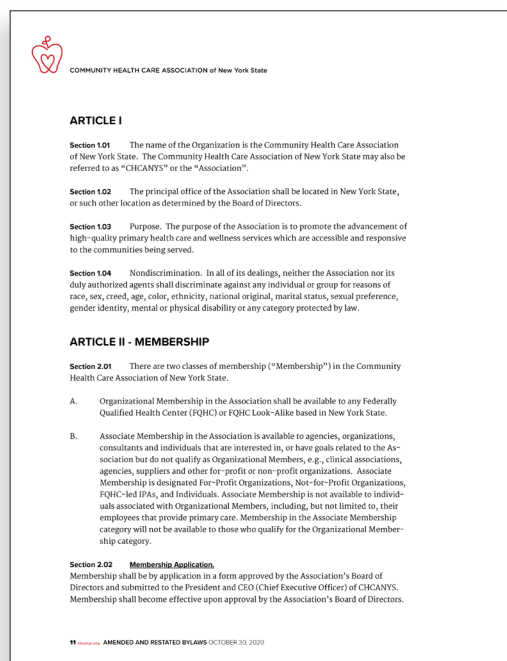 COMMUNITY HEALTH CARE ASSOCIATION of New York State
ARTICLE I
Section 1.01 The name of the Organization is the Community Health Care Association
of New York State. The Community Health Care Association of New York State may also be
referred to as “CHCANYS” or the “Association”.
Section 1.02 The principal office of the Association shall be located in New York State,
or such other location as determined by the Board of Directors.
Section 1.03 Purpose. The purpose of the Association is to promote the advancement of
high-quality primary health care and wellness services which are accessible and responsive
to the communities being served.
Section 1.04 Nondiscrimination. In all of its dealings, neither the Association nor its
duly authorized agents shall discriminate against any individual or group for reasons of
race, sex, creed, age, color, ethnicity, national original, marital status, sexual preference,
gender identity, mental or physical disability or any category protected by law.
ARTICLE II - MEMBERSHIP
Section 2.01 There are two classes of membership (“Membership”) in the Community
Health Care Association of New York State.
A. Organizational Membership in the Association shall be available to any Federally
Qualified Health Center (FQHC) or FQHC Look-Alike based in New York State.
B. Associate Membership in the Association is available to agencies, organizations,
consultants and individuals that are interested in, or have goals related to the As-
sociation but do not qualify as Organizational Members, e.g., clinical associations,
agencies, suppliers and other for-profit or non-profit organizations. Associate
Membership is designated For-Profit Organizations, Not-for-Profit Organizations,
FQHC-led IPAs, and Individuals. Associate Membership is not available to individ-
uals associated with Organizational Members, including, but not limited to, their
employees that provide primary care. Membership in the Associate Membership
category will not be available to those who qualify for the Organizational Member-
ship category.
Section 2.02 Membership Application.
Membership shall be by application in a form approved by the Association’s Board of
Directors and submitted to the President and CEO (Chief Executive Officer) of CHCANYS.
Membership shall become effective upon approval by the Association’s Board of Directors.
11 chcanys.org AMENDED AND RESTATED BYLAWS OCTOBER 30, 2020